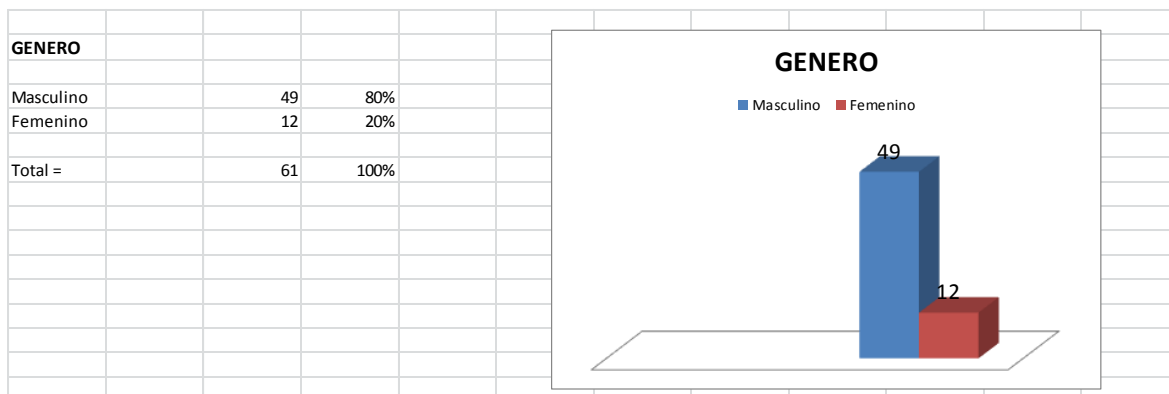 GENERO
Masculino 49 80%
Femenino 12 20%
Total = 61 100%
GENERO
Masculino Femenino
49
12